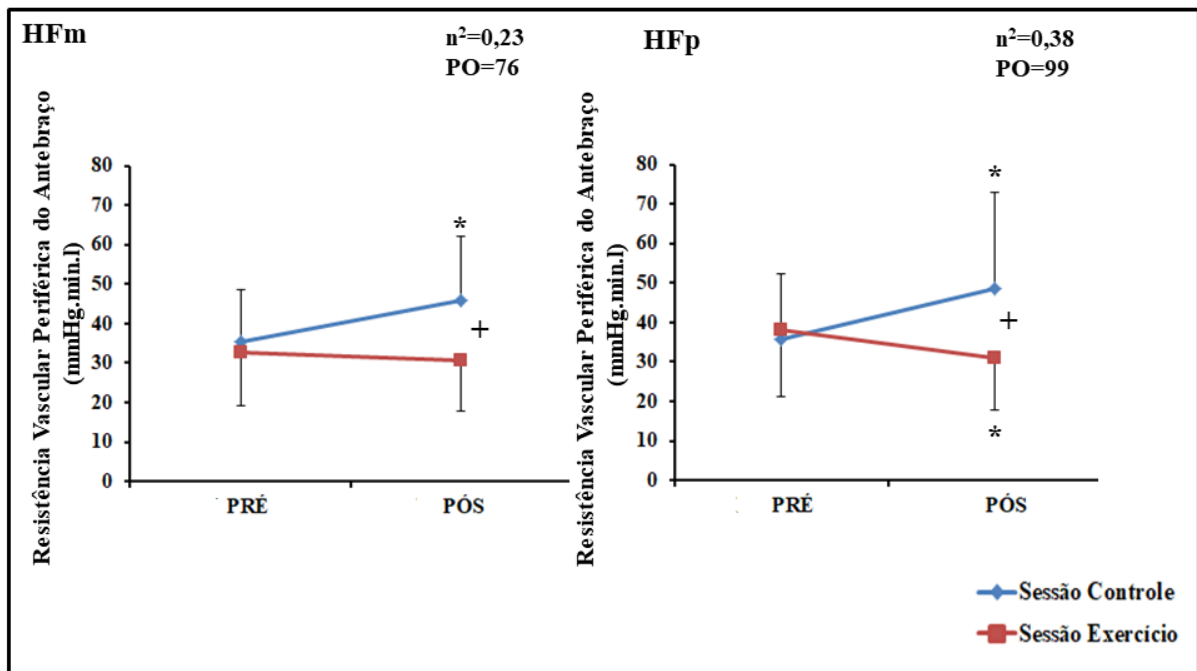 HFm
n²=0,23
PO=76
Resistência Vascular Periférica do Antebraço
(mmHg.min.l)
80
70
60
50
40
30
20
10
0
*
+
PRÉ
PÓS
HFp
n²=0,38
PO=99
Resistência Vascular Periférica do Antebraço
(mmHg.min.l)
80
70
60
50
40
30
20
10
0
*
+
*
PRÉ
PÓS
Sessão Controle
Sessão Exercício